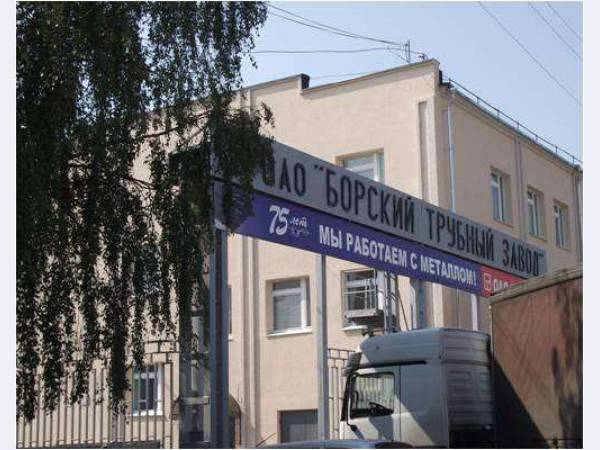 ОАО "БОРСКИЙ ТРУБНЫЙ ЗАВОД"
75 лет
МЫ РАБОТАЕМ С МЕТАЛЛОМ!